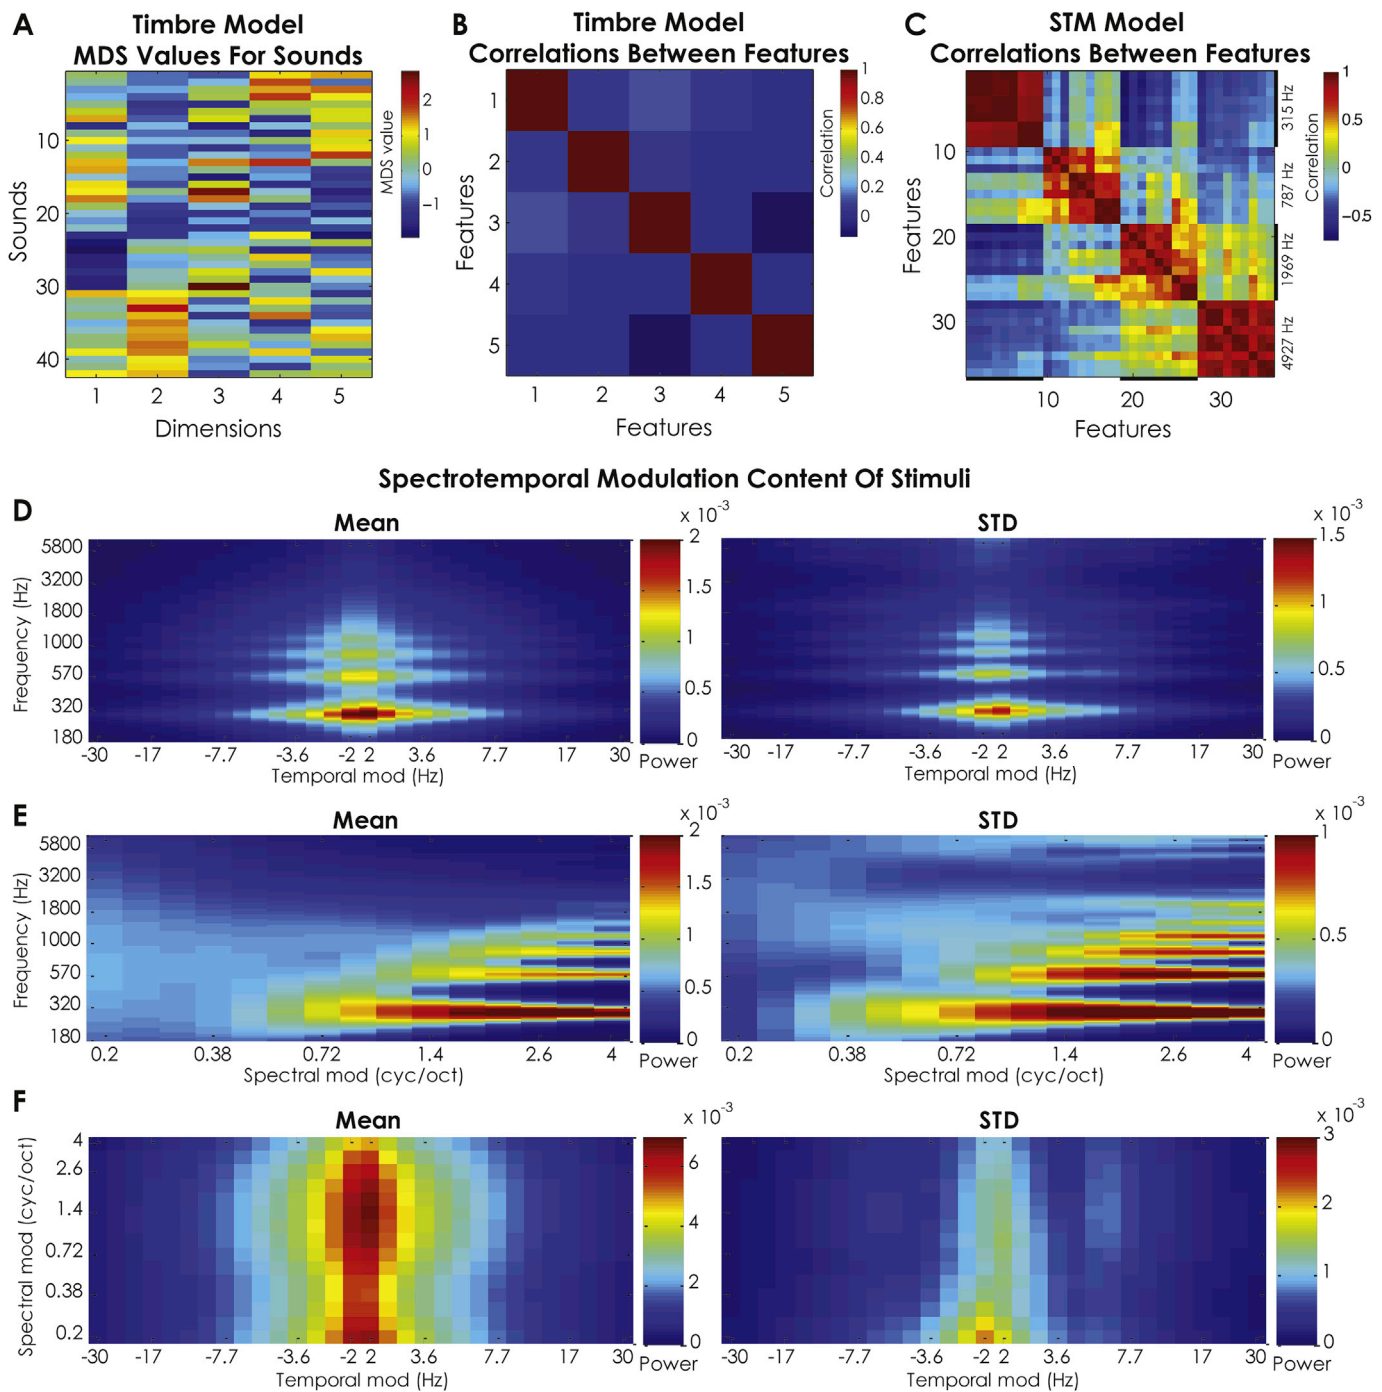 A
Timbre Model
MDS Values For Sounds
Sounds
10
20
30
40
1 2 3 4 5
Dimensions
2
1
0
−1
MDS value
B
Timbre Model
Correlations Between Features
Features
1
2
3
4
5
1 2 3 4 5
Features
1
0.8
0.6
0.4
0.2
0
Correlation
C
STM Model
Correlations Between Features
Features
10
20
30
10 20 30
Features
315 Hz
787 Hz
1969 Hz
4927 Hz
1
0.5
0
−05
Correlation
Spectrotemporal Modulation Content Of Stimuli
D
Mean
Frequency (Hz)
5800
3200
1800
1000
570
320
180
-30 -17 -7.7 -3.6 -2 2 3.6 7.7 17 30
Temporal mod (Hz)
x 10-3
2
1.5
1
0.5
0
Power
STD
-30 -17 -7.7 -3.6 -2 2 3.6 7.7 17 30
Temporal mod (Hz)
x 10-3
1.5
1
0.5
0
Power
E
Mean
Frequency (Hz)
5800
3200
1800
1000
570
320
180
0.2 0.38 0.72 1.4 2.6 4
Spectral mod (cyc/oct)
x 10-3
2
1.5
1
0.5
0
Power
STD
0.2 0.38 0.72 1.4 2.6 4
Spectral mod (cyc/oct)
x 10-3
1
0.5
0
Power
F
Mean
Spectral mod (cyc/oct)
4
2.6
1.4
0.72
0.38
0.2
-30 -17 -7.7 -3.6 -2 2 3.6 7.7 17 30
Temporal mod (Hz)
x 10-3
6
4
2
0
Power
STD
-30 -17 -7.7 -3.6 -2 2 3.6 7.7 17 30
Temporal mod (Hz)
x 10-3
3
2
1
0
Power